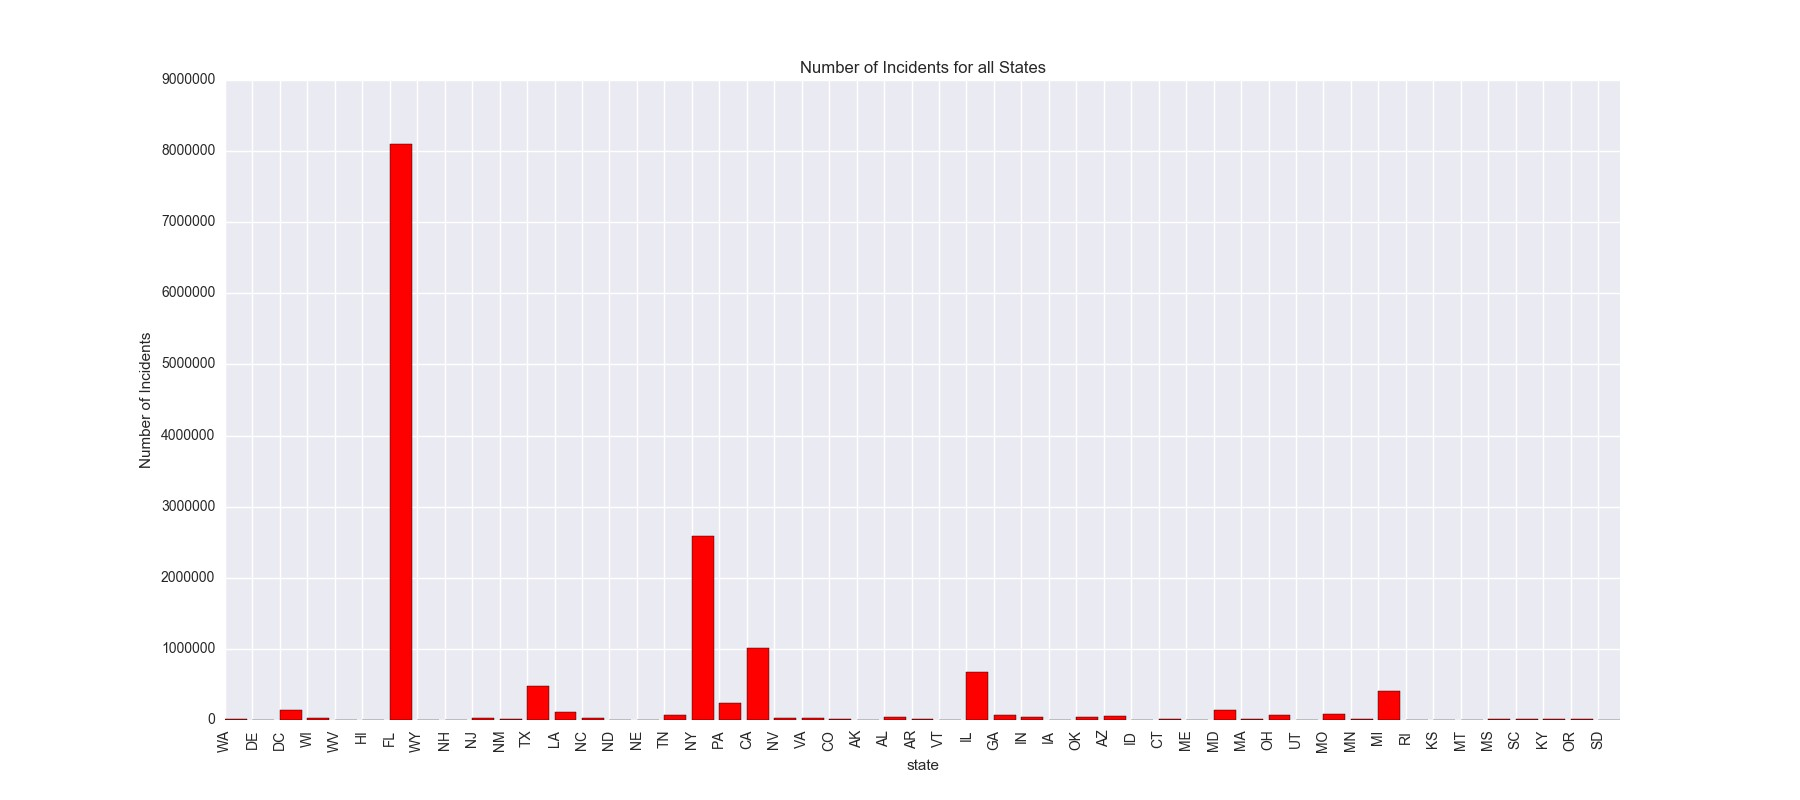 Number of Incidents for all States
9000000
8000000
7000000
6000000
5000000
4000000
3000000
2000000
1000000
0
Number of Incidents
WA DE DC WI WV HI FL WY NH NJ NM TX LA NC ND NE TN NY PA CA NV VA CO AK AL AR VT IL GA IN IA OK AZ ID CT ME MD MA OH UT MO MN MI RI KS MT MS SC KY OR SD
state